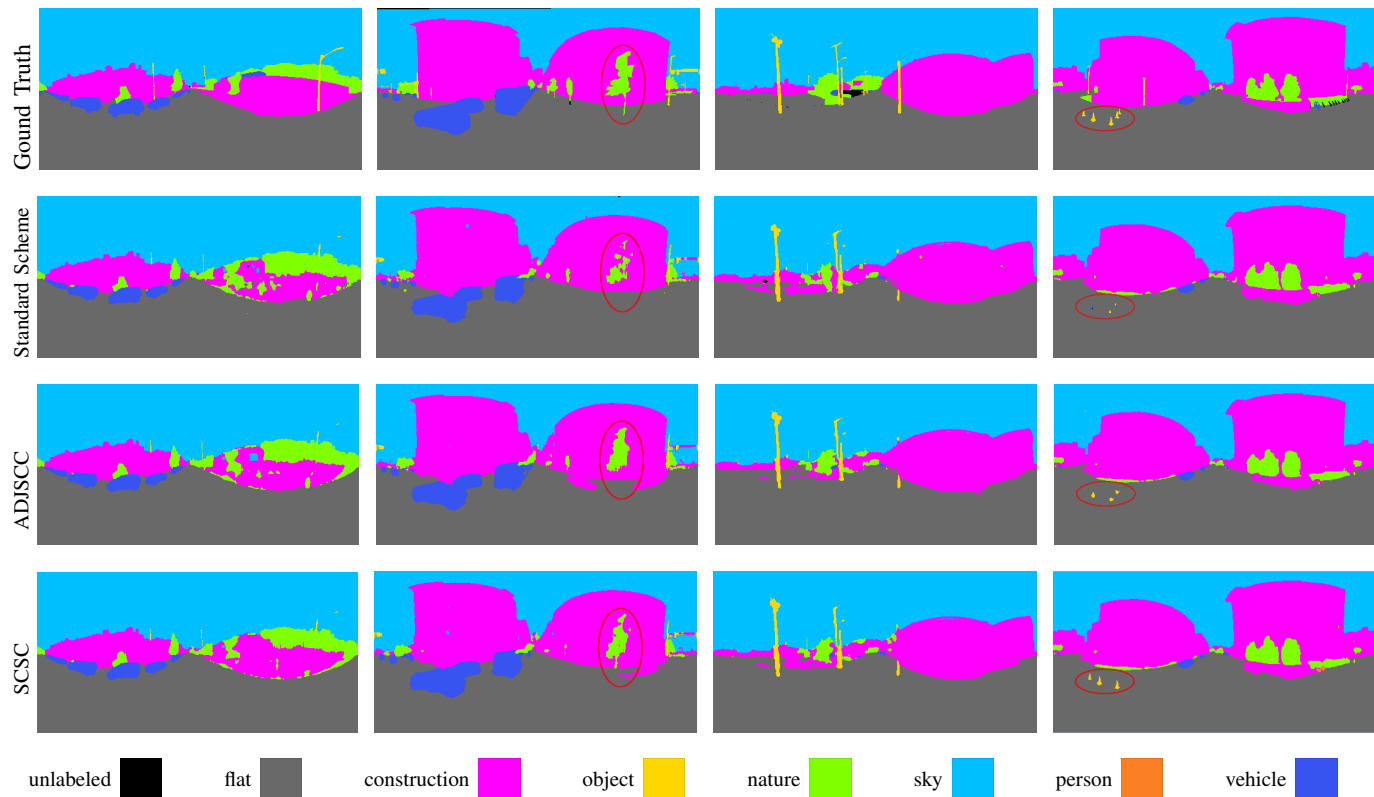 Gound Truth
Standard Scheme
ADJSCC
SCSC
unlabeled flat construction object nature sky person vehicle